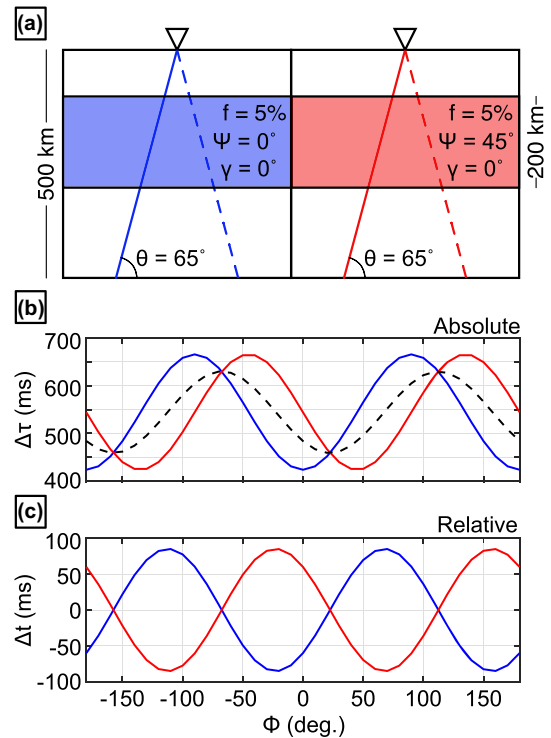 (a)
f = 5%
Ψ = 0°
γ = 0°
f = 5%
Ψ = 45°
γ = 0°
500 km
200 km
θ = 65°
θ = 65°
(b)
Absolute
700
600
500
400
Δτ (ms)
(c)
Relative
100
50
0
-50
-100
Δt (ms)
-150 -100 -50 0 50 100 150
Φ (deg.)